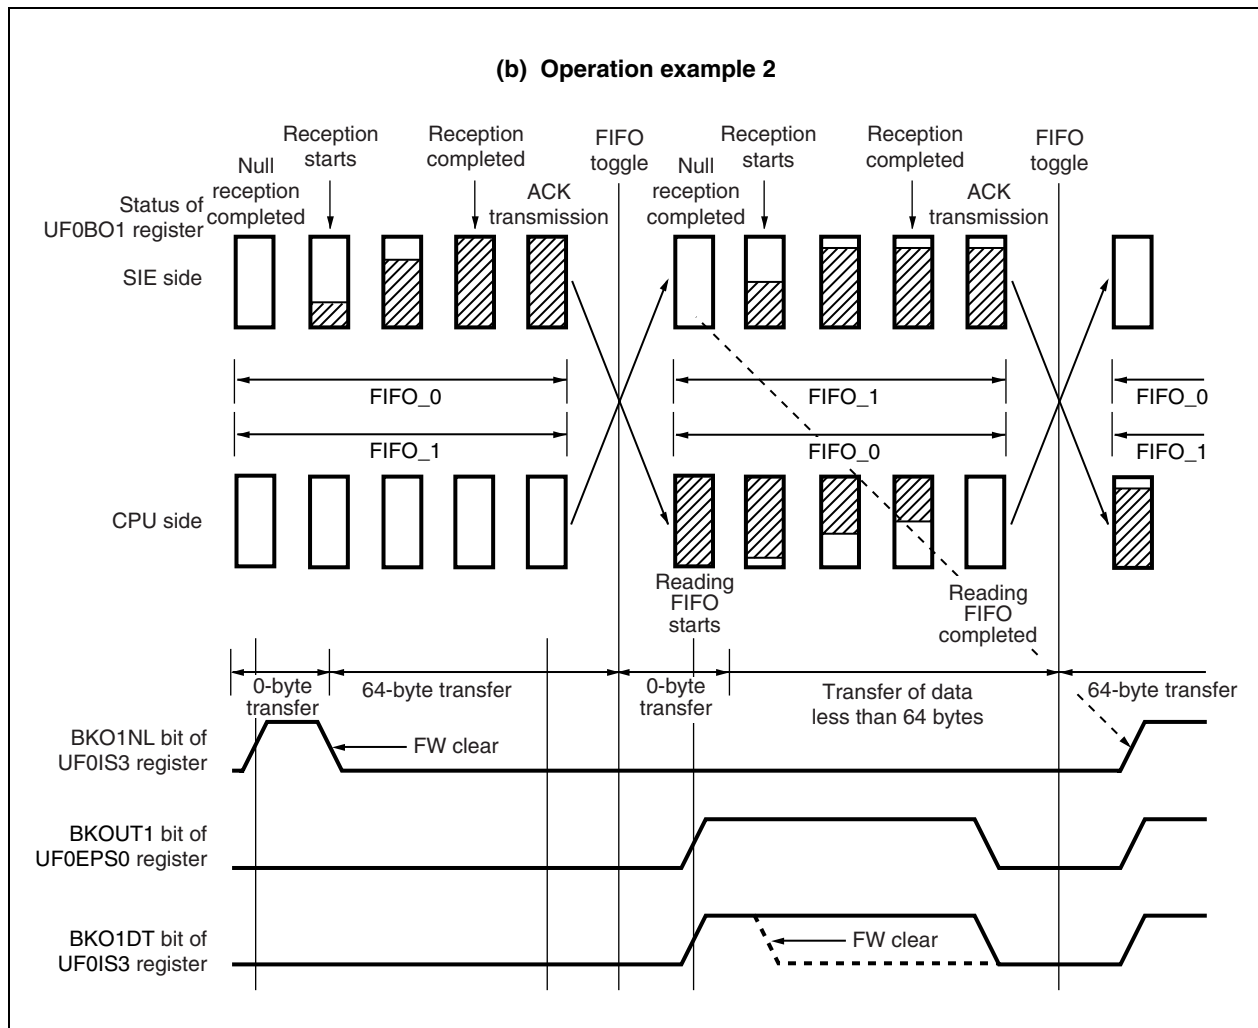 (b) Operation example 2
Reception
starts
Reception
completed
FIFO
toggle
Reception
starts
Reception
completed
FIFO
toggle
Null
reception
completed
ACK
transmission
Null
reception
completed
ACK
transmission
Status of
UF0BO1 register
SIE side
FIFO_0
FIFO_1
FIFO_0
FIFO_1
FIFO_0
FIFO_1
CPU side
Reading
FIFO
starts
Reading
FIFO
completed
0-byte
transfer
64-byte transfer
0-byte
transfer
Transfer of data
less than 64 bytes
64-byte transfer
BKO1NL bit of
UF0IS3 register
FW clear
BKOUT1 bit of
UF0EPS0 register
BKO1DT bit of
UF0IS3 register
FW clear